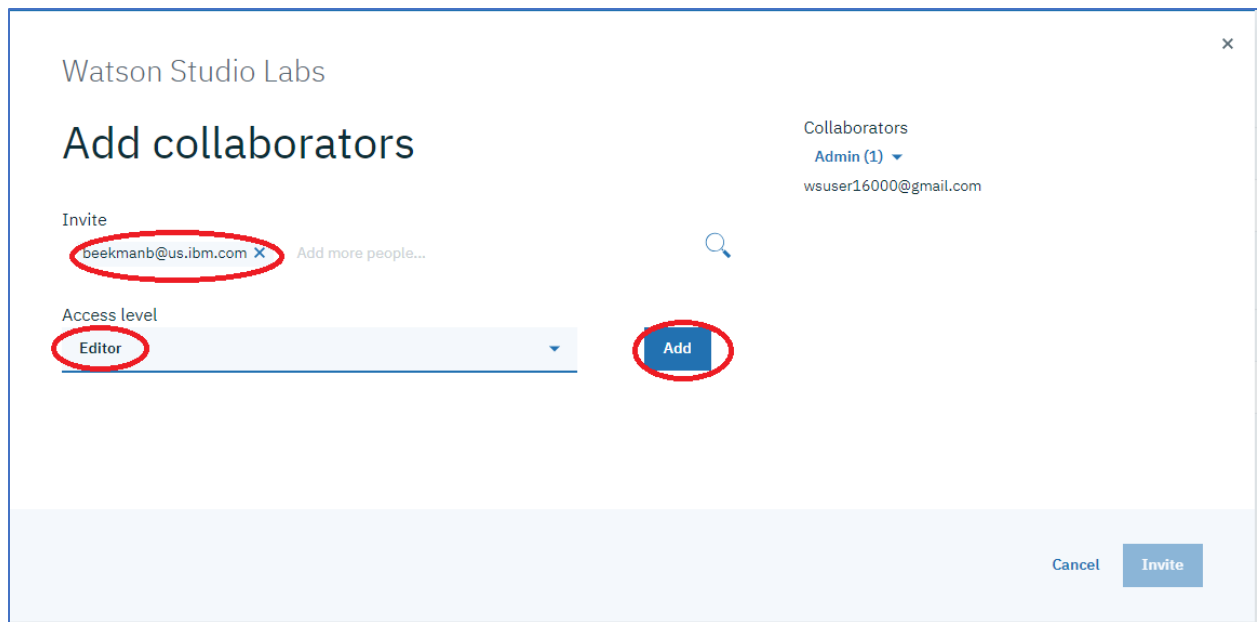 Watson Studio Labs
Add collaborators
Invite
beekmanb@us.ibm.com ×
Add more people...
Access level
Editor
Add
Collaborators
Admin (1)
wsuser16000@gmail.com
Cancel
Invite